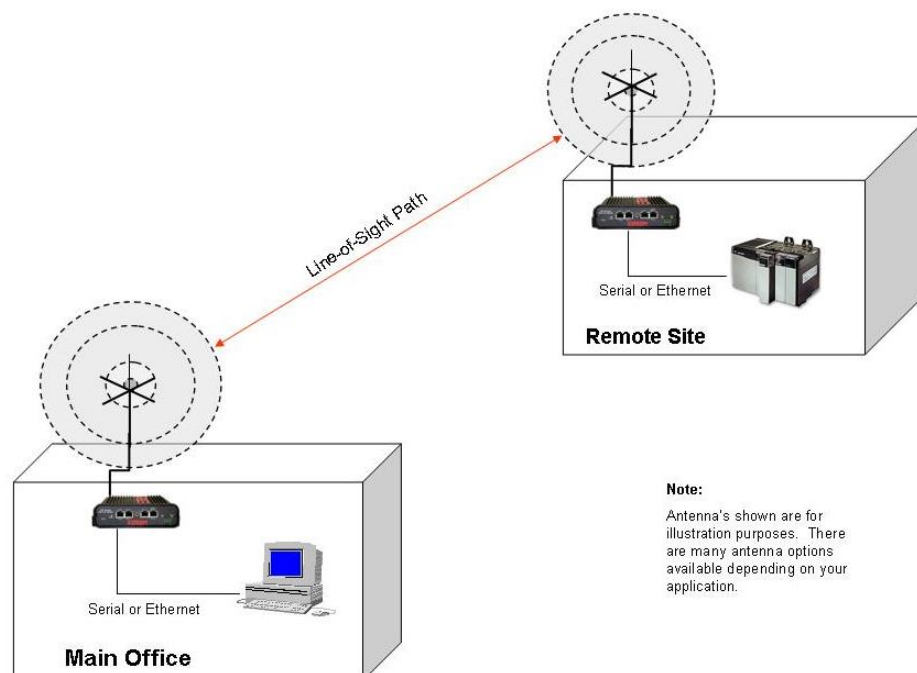 Line-of-Sight Path
Serial or Ethernet
Remote Site
Serial or Ethernet
Main Office
Note:
Antenna's shown are for
illustration purposes. There
are many antenna options
available depending on your
application.